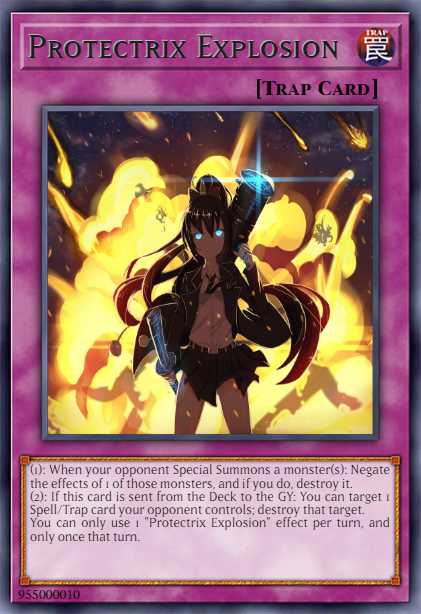 Protectrix Explosion
TRAP
罠
[Trap Card]
(1): When your opponent Special Summons a monster(s): Negate
the effects of 1 of those monsters, and if you do, destroy it.
(2): If this card is sent from the Deck to the GY: You can target 1
Spell/Trap card your opponent controls; destroy that target.
You can only use 1 "Protectrix Explosion" effect per turn, and
only once that turn.
955000010